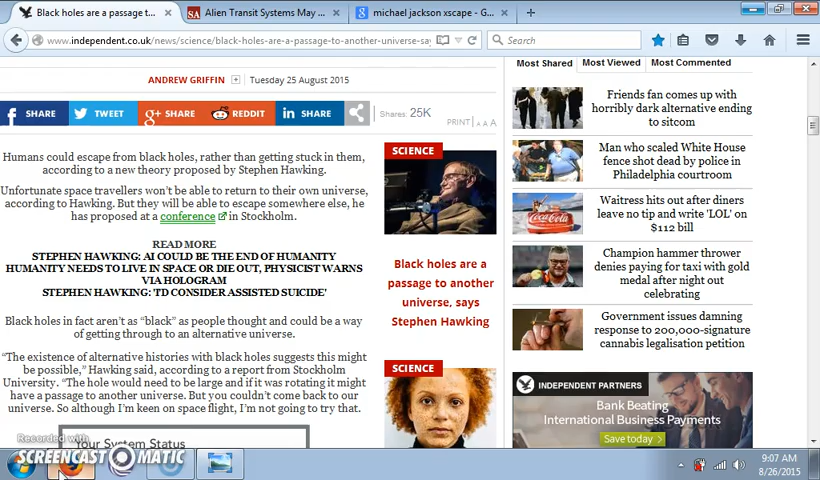 Black holes are a passage t...
SA Alien Transit Systems May ...
michael jackson xscape - G...
www.independent.co.uk/news/science/black-holes-are-a-passage-to-another-universe-say
Search
ANDREW GRIFFIN
Tuesday 25 August 2015
SHARE
TWEET
g+ SHARE
REDDIT
in SHARE
Shares: 25K
PRINT A A A
Humans could escape from black holes, rather than getting stuck in them,
according to a new theory proposed by Stephen Hawking.
Unfortunate space travellers won't be able to return to their own universe,
according to Hawking. But they will be able to escape somewhere else, he
has proposed at a conference in Stockholm.
READ MORE
STEPHEN HAWKING: AI COULD BE THE END OF HUMANITY
HUMANITY NEEDS TO LIVE IN SPACE OR DIE OUT, PHYSICIST WARNS
VIA HOLOGRAM
STEPHEN HAWKING: 'I'D CONSIDER ASSISTED SUICIDE'
Black holes in fact aren't as "black" as people thought and could be a way
of getting through to an alternative universe.
"The existence of alternative histories with black holes suggests this might
be possible," Hawking said, according to a report from Stockholm
University. "The hole would need to be large and if it was rotating it might
have a passage to another universe. But you couldn't come back to our
universe. So although I'm keen on space flight, I'm not going to try that.
Your System Status
SCIENCE
Black holes are a
passage to another
universe, says
Stephen Hawking
SCIENCE
Most Shared
Most Viewed
Most Commented
Friends fan comes up with
horribly dark alternative ending
to sitcom
Man who scaled White House
fence shot dead by police in
Philadelphia courtroom
Waitress hits out after diners
leave no tip and write 'LOL' on
$112 bill
Coca-Cola
Champion hammer thrower
denies paying for taxi with gold
medal after night out
celebrating
Government issues damning
response to 200,000-signature
cannabis legalisation petition
INDEPENDENT PARTNERS
Bank Beating
International Business Payments
Save today >
Recorded with
SCREENCAST MATIC
9:07 AM
8/26/2015